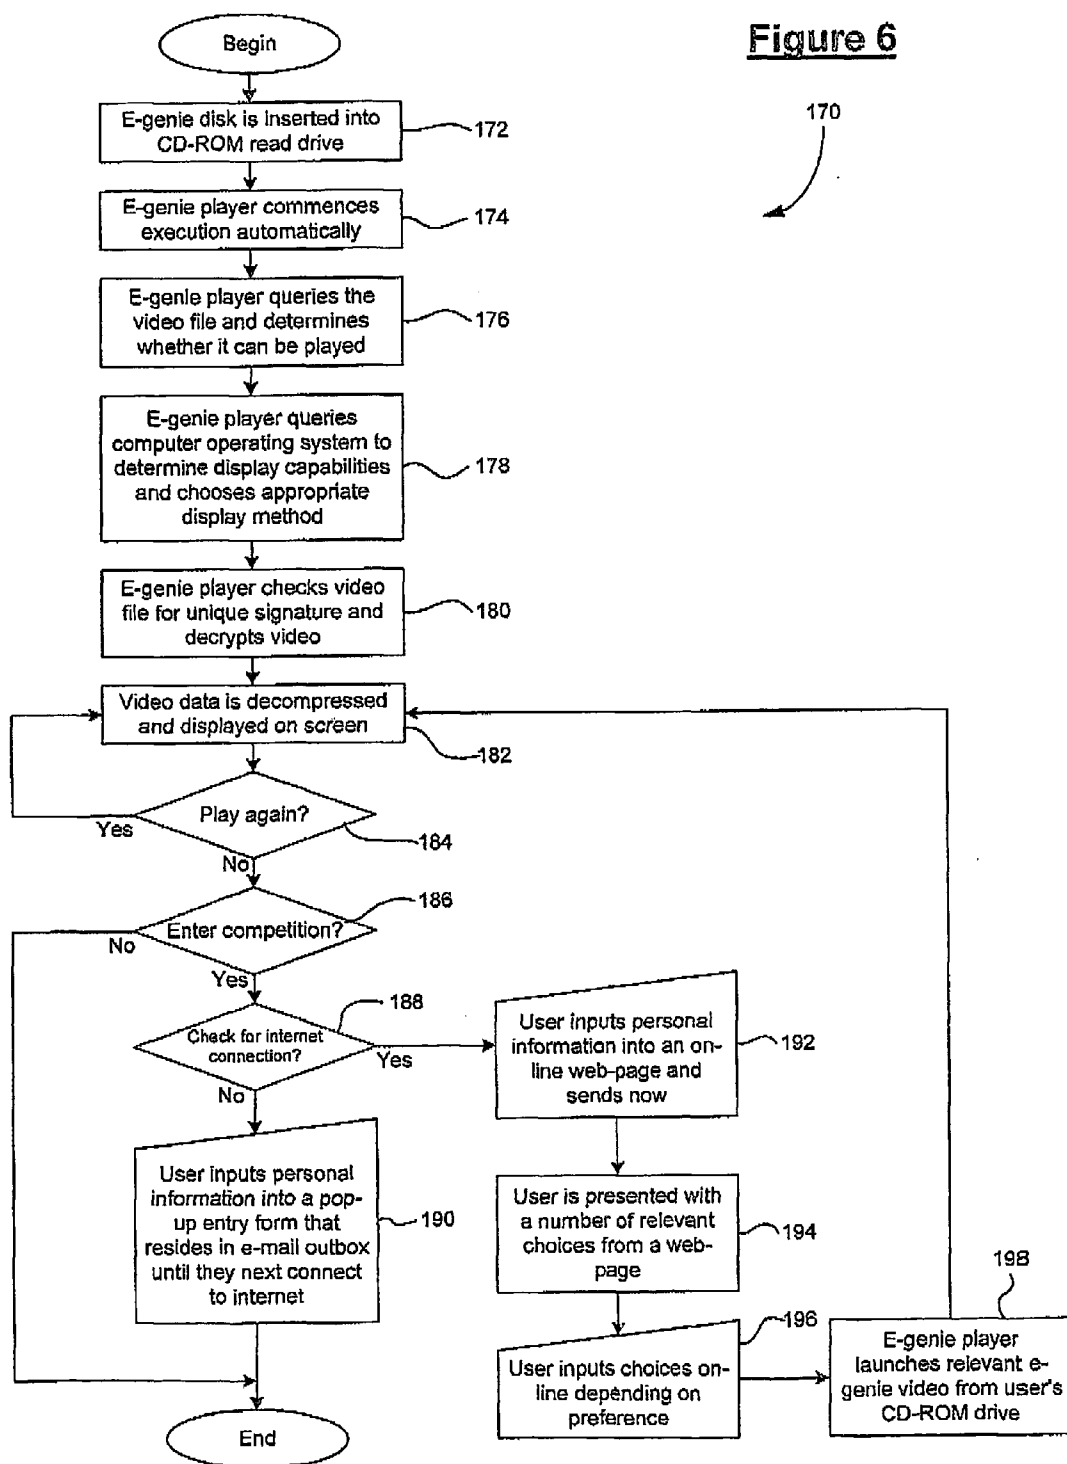 Figure 6
170
Begin
E-genie disk is inserted into
CD-ROM read drive
172
E-genie player commences
execution automatically
174
E-genie player queries the
video file and determines
whether it can be played
176
E-genie player queries
computer operating system to
determine display capabilities
and chooses appropriate
display method
178
E-genie player checks video
file for unique signature and
decrypts video
180
Video data is decompressed
and displayed on screen
182
Play again?
Yes
184
No
186
Enter competition?
No
Yes
188
Check for internet
connection?
Yes
No
User inputs personal
information into an on-
line web-page and
sends now
192
User inputs personal
information into a pop-
up entry form that
resides in e-mail outbox
until they next connect
to internet
190
User is presented with
a number of relevant
choices from a web-
page
194
196
User inputs choices on-
line depending on
preference
198
E-genie player
launches relevant e-
genie video from user's
CD-ROM drive
End